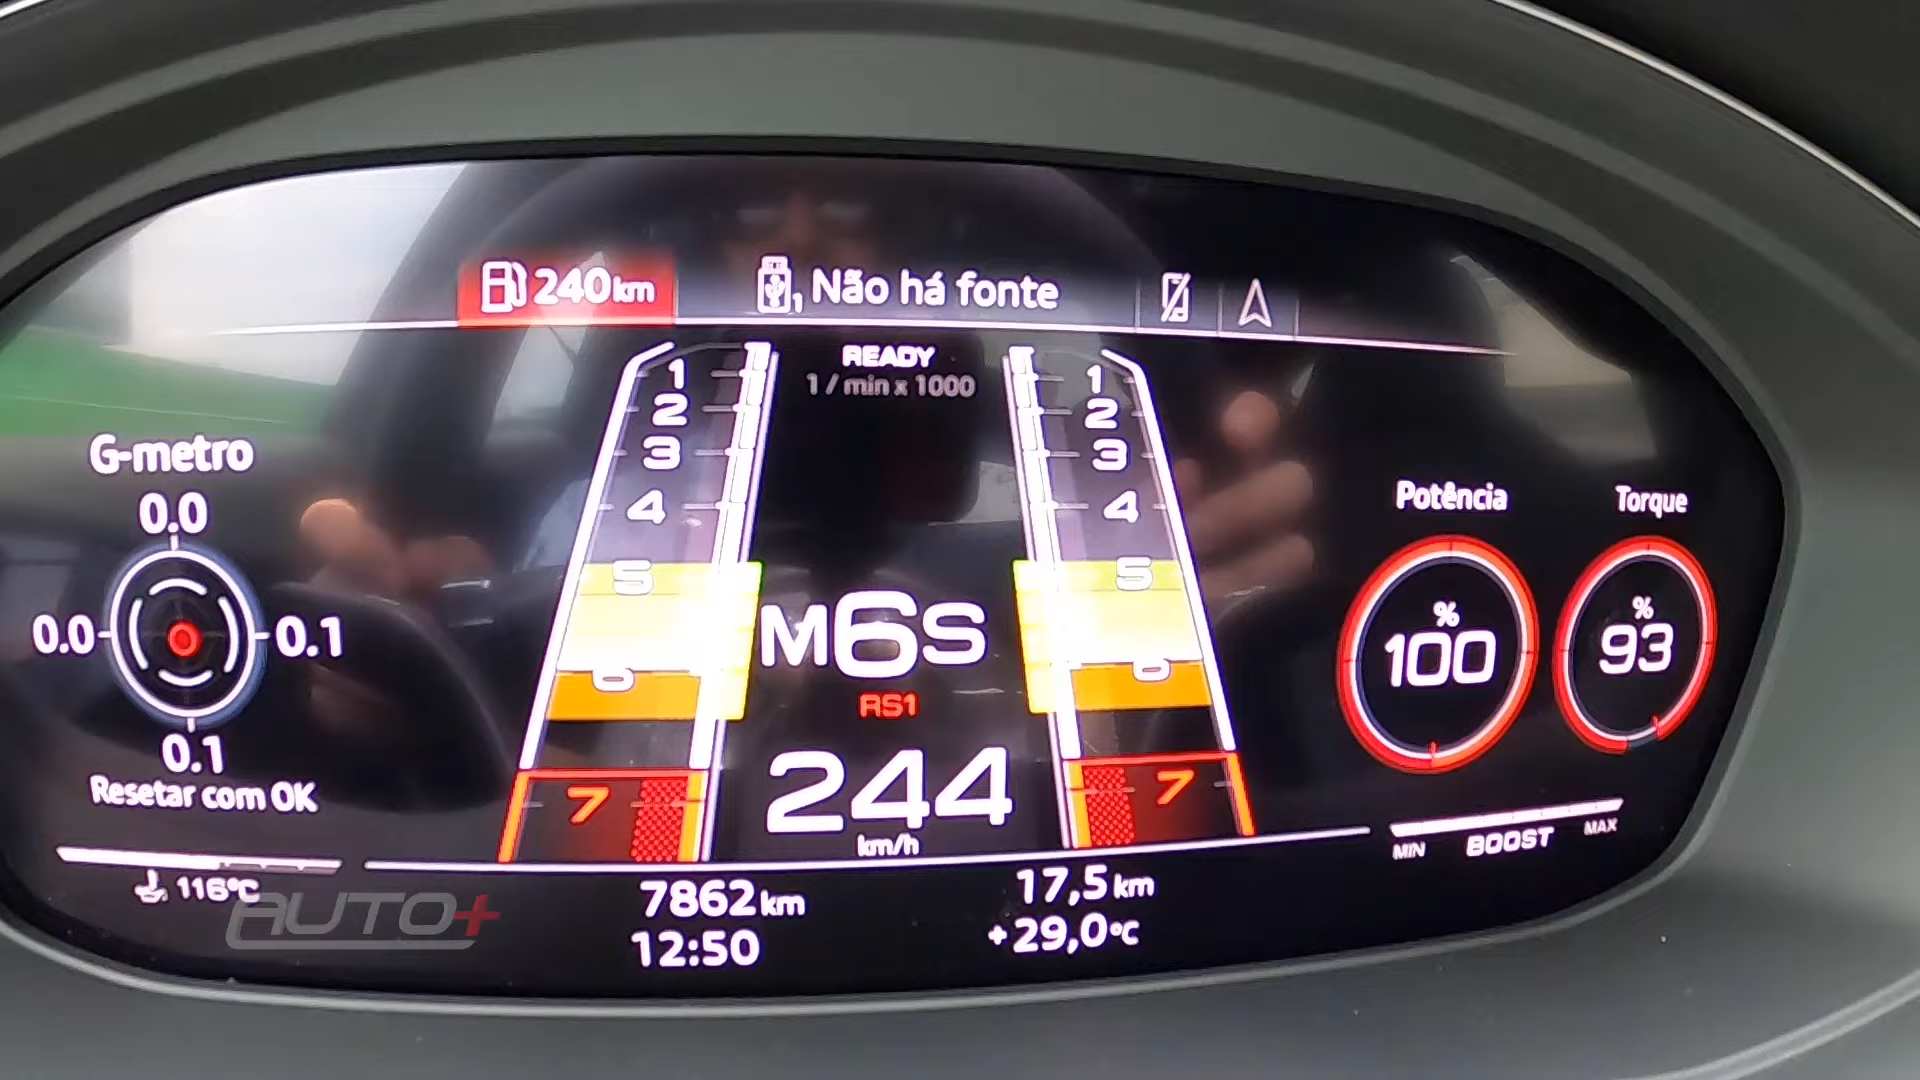 240km
1 Não há fonte
READY
1 / min x 1000
1
2
3
4
5
6
7
1
2
3
4
5
6
7
G-metro
0.0
0.0
0.1
0.1
Resetar com OK
116°C
M6S
RS1
244
km/h
Potência
%
100
Torque
%
93
MIN BOOST MAX
7862km
17,5km
12:50
+29,0°C
AUTO+